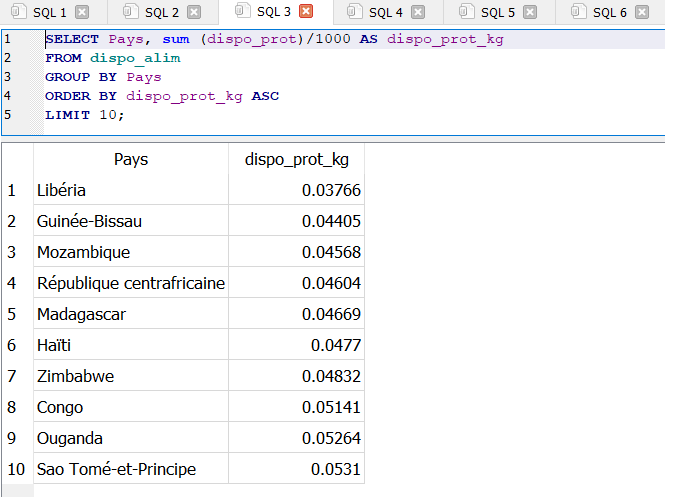 SQL 1 SQL 2 SQL 3 SQL 4 SQL 5 SQL 6
1 SELECT Pays, sum (dispo_prot)/1000 AS dispo_prot_kg
2 FROM dispo_alim
3 GROUP BY Pays
4 ORDER BY dispo_prot_kg ASC
5 LIMIT 10;
Pays dispo_prot_kg
1 Libéria 0.03766
2 Guinée-Bissau 0.04405
3 Mozambique 0.04568
4 République centrafricaine 0.04604
5 Madagascar 0.04669
6 Haïti 0.0477
7 Zimbabwe 0.04832
8 Congo 0.05141
9 Ouganda 0.05264
10 Sao Tomé-et-Principe 0.0531